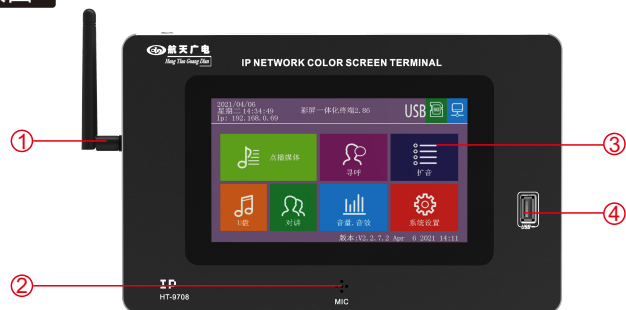 航天广电
Hang Tian Guang Dian
IP NETWORK COLOR SCREEN TERMINAL
2021/04/06
星期二 14:34:49
彩屏一体化终端2.86
USB
Ip: 192.168.0.69
点播媒体
寻呼
扩音
U盘
对讲
音量.音效
系统设置
版本:V2.2.7.2 Apr 6 2021 14:11
USB
IP
HT-9708
MIC
①
②
③
④